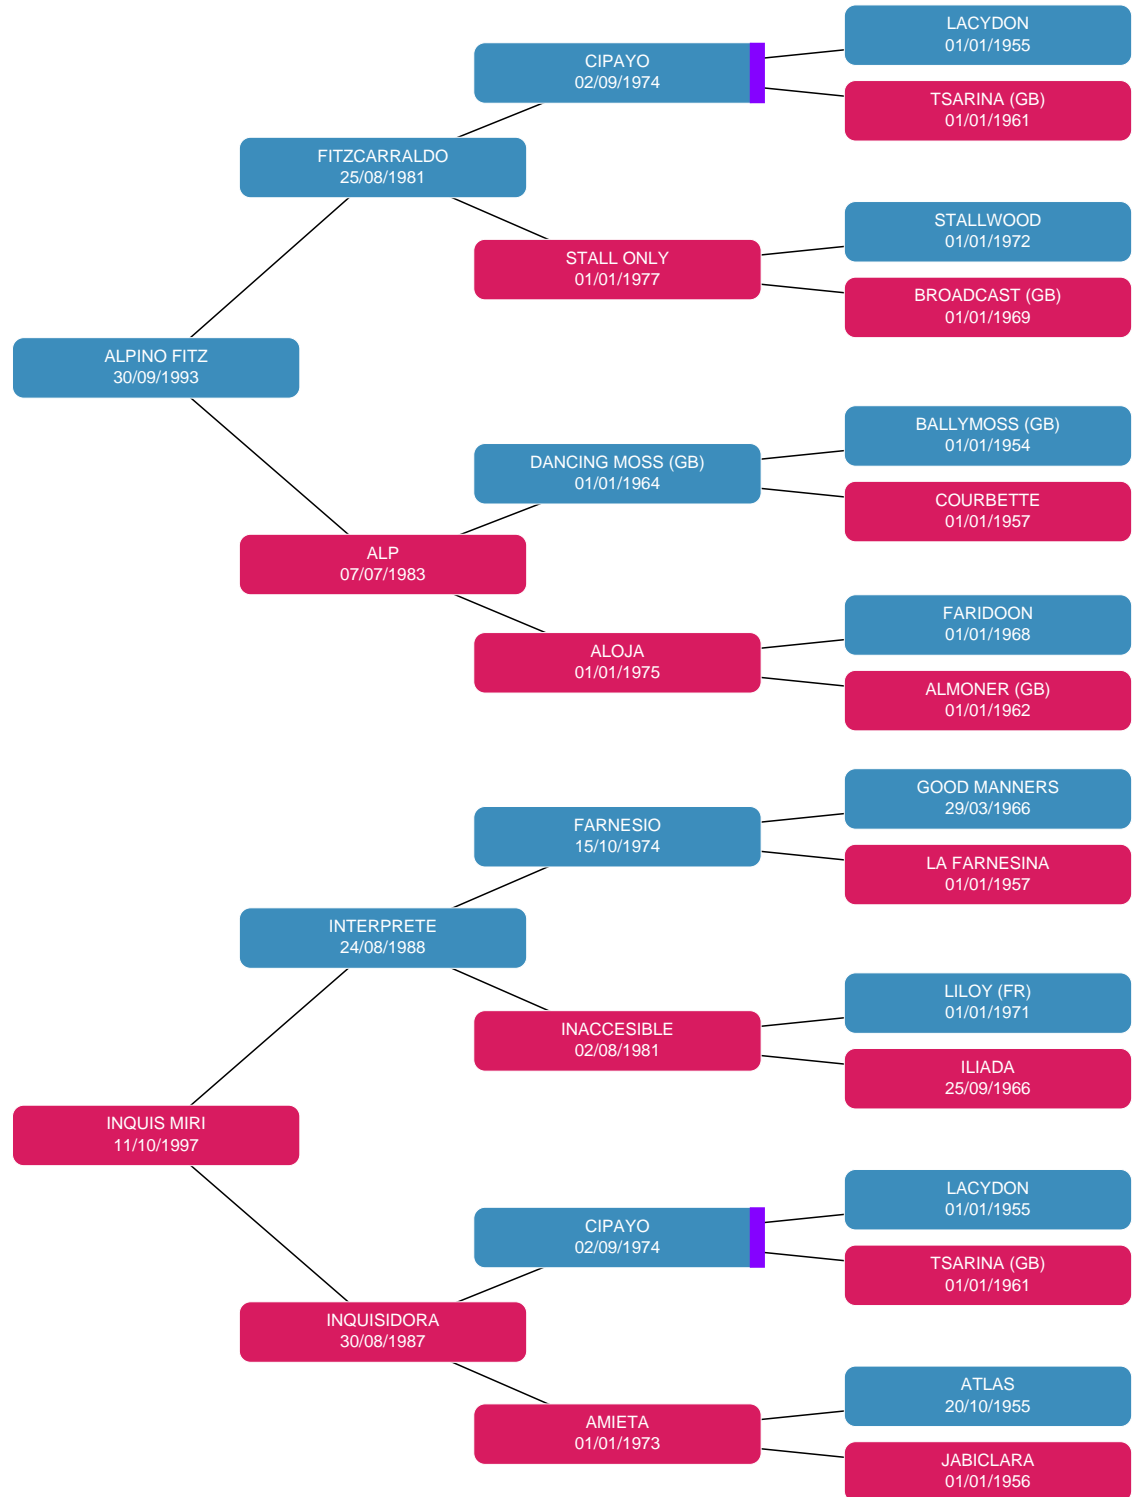 LACYDON
01/01/1955
CIPAYO
02/09/1974
TSARINA (GB)
01/01/1961
FITZCARRALDO
25/08/1981
STALLWOOD
01/01/1972
STALL ONLY
01/01/1977
BROADCAST (GB)
01/01/1969
ALPINO FITZ
30/09/1993
BALLYMOSS (GB)
01/01/1954
DANCING MOSS (GB)
01/01/1964
COURBETTE
01/01/1957
ALP
07/07/1983
FARIDOON
01/01/1968
ALOJA
01/01/1975
ALMONER (GB)
01/01/1962
GOOD MANNERS
29/03/1966
FARNESIO
15/10/1974
LA FARNESINA
01/01/1957
INTERPRETE
24/08/1988
LILOY (FR)
01/01/1971
INACCESIBLE
02/08/1981
ILIADA
25/09/1966
INQUIS MIRI
11/10/1997
LACYDON
01/01/1955
CIPAYO
02/09/1974
TSARINA (GB)
01/01/1961
INQUISIDORA
30/08/1987
ATLAS
20/10/1955
AMIETA
01/01/1973
JABICLARA
01/01/1956